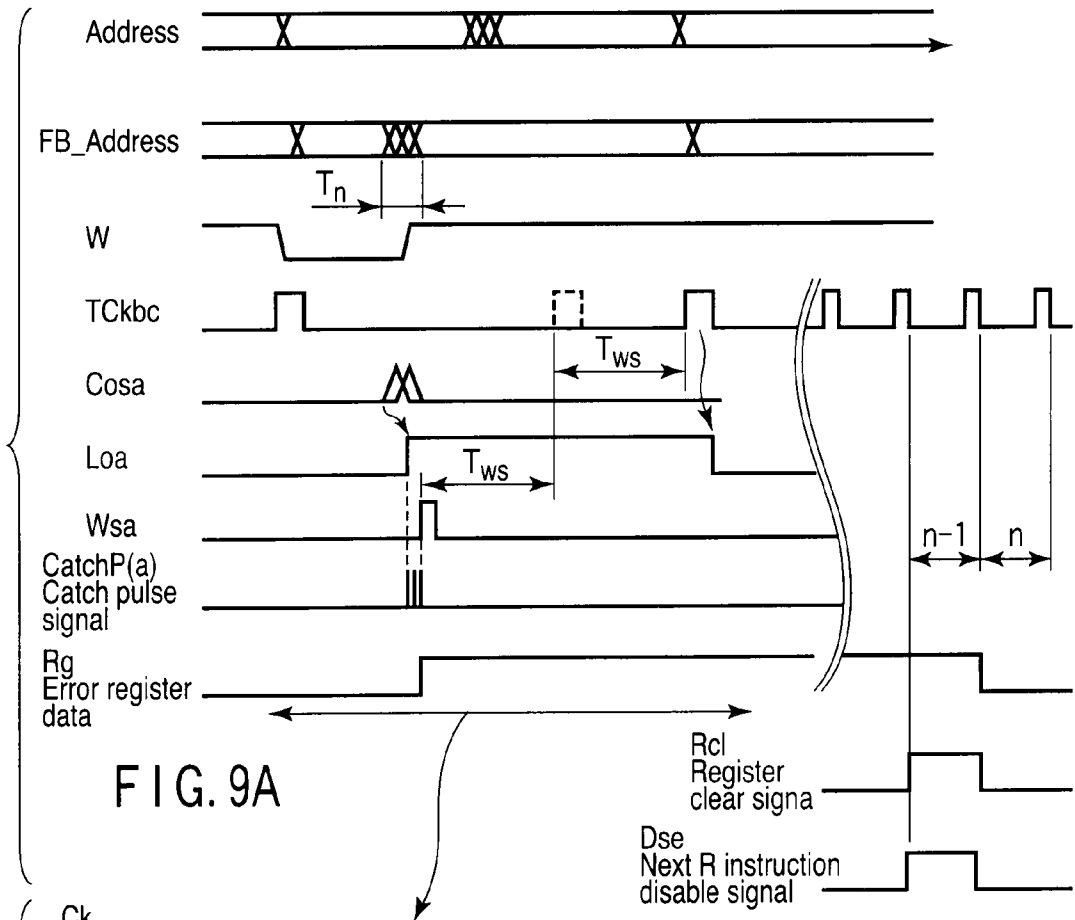 Address
FB_Address
Tn
W
TCkbc
Tws
Cosa
Loa
Tws
Wsa
n-1
n
CatchP(a)
Catch pulse
signal
Rg
Error register
data
Rcl
Register
clear signa
FIG. 9A
Dse
Next R instruction
disable signal
Ck